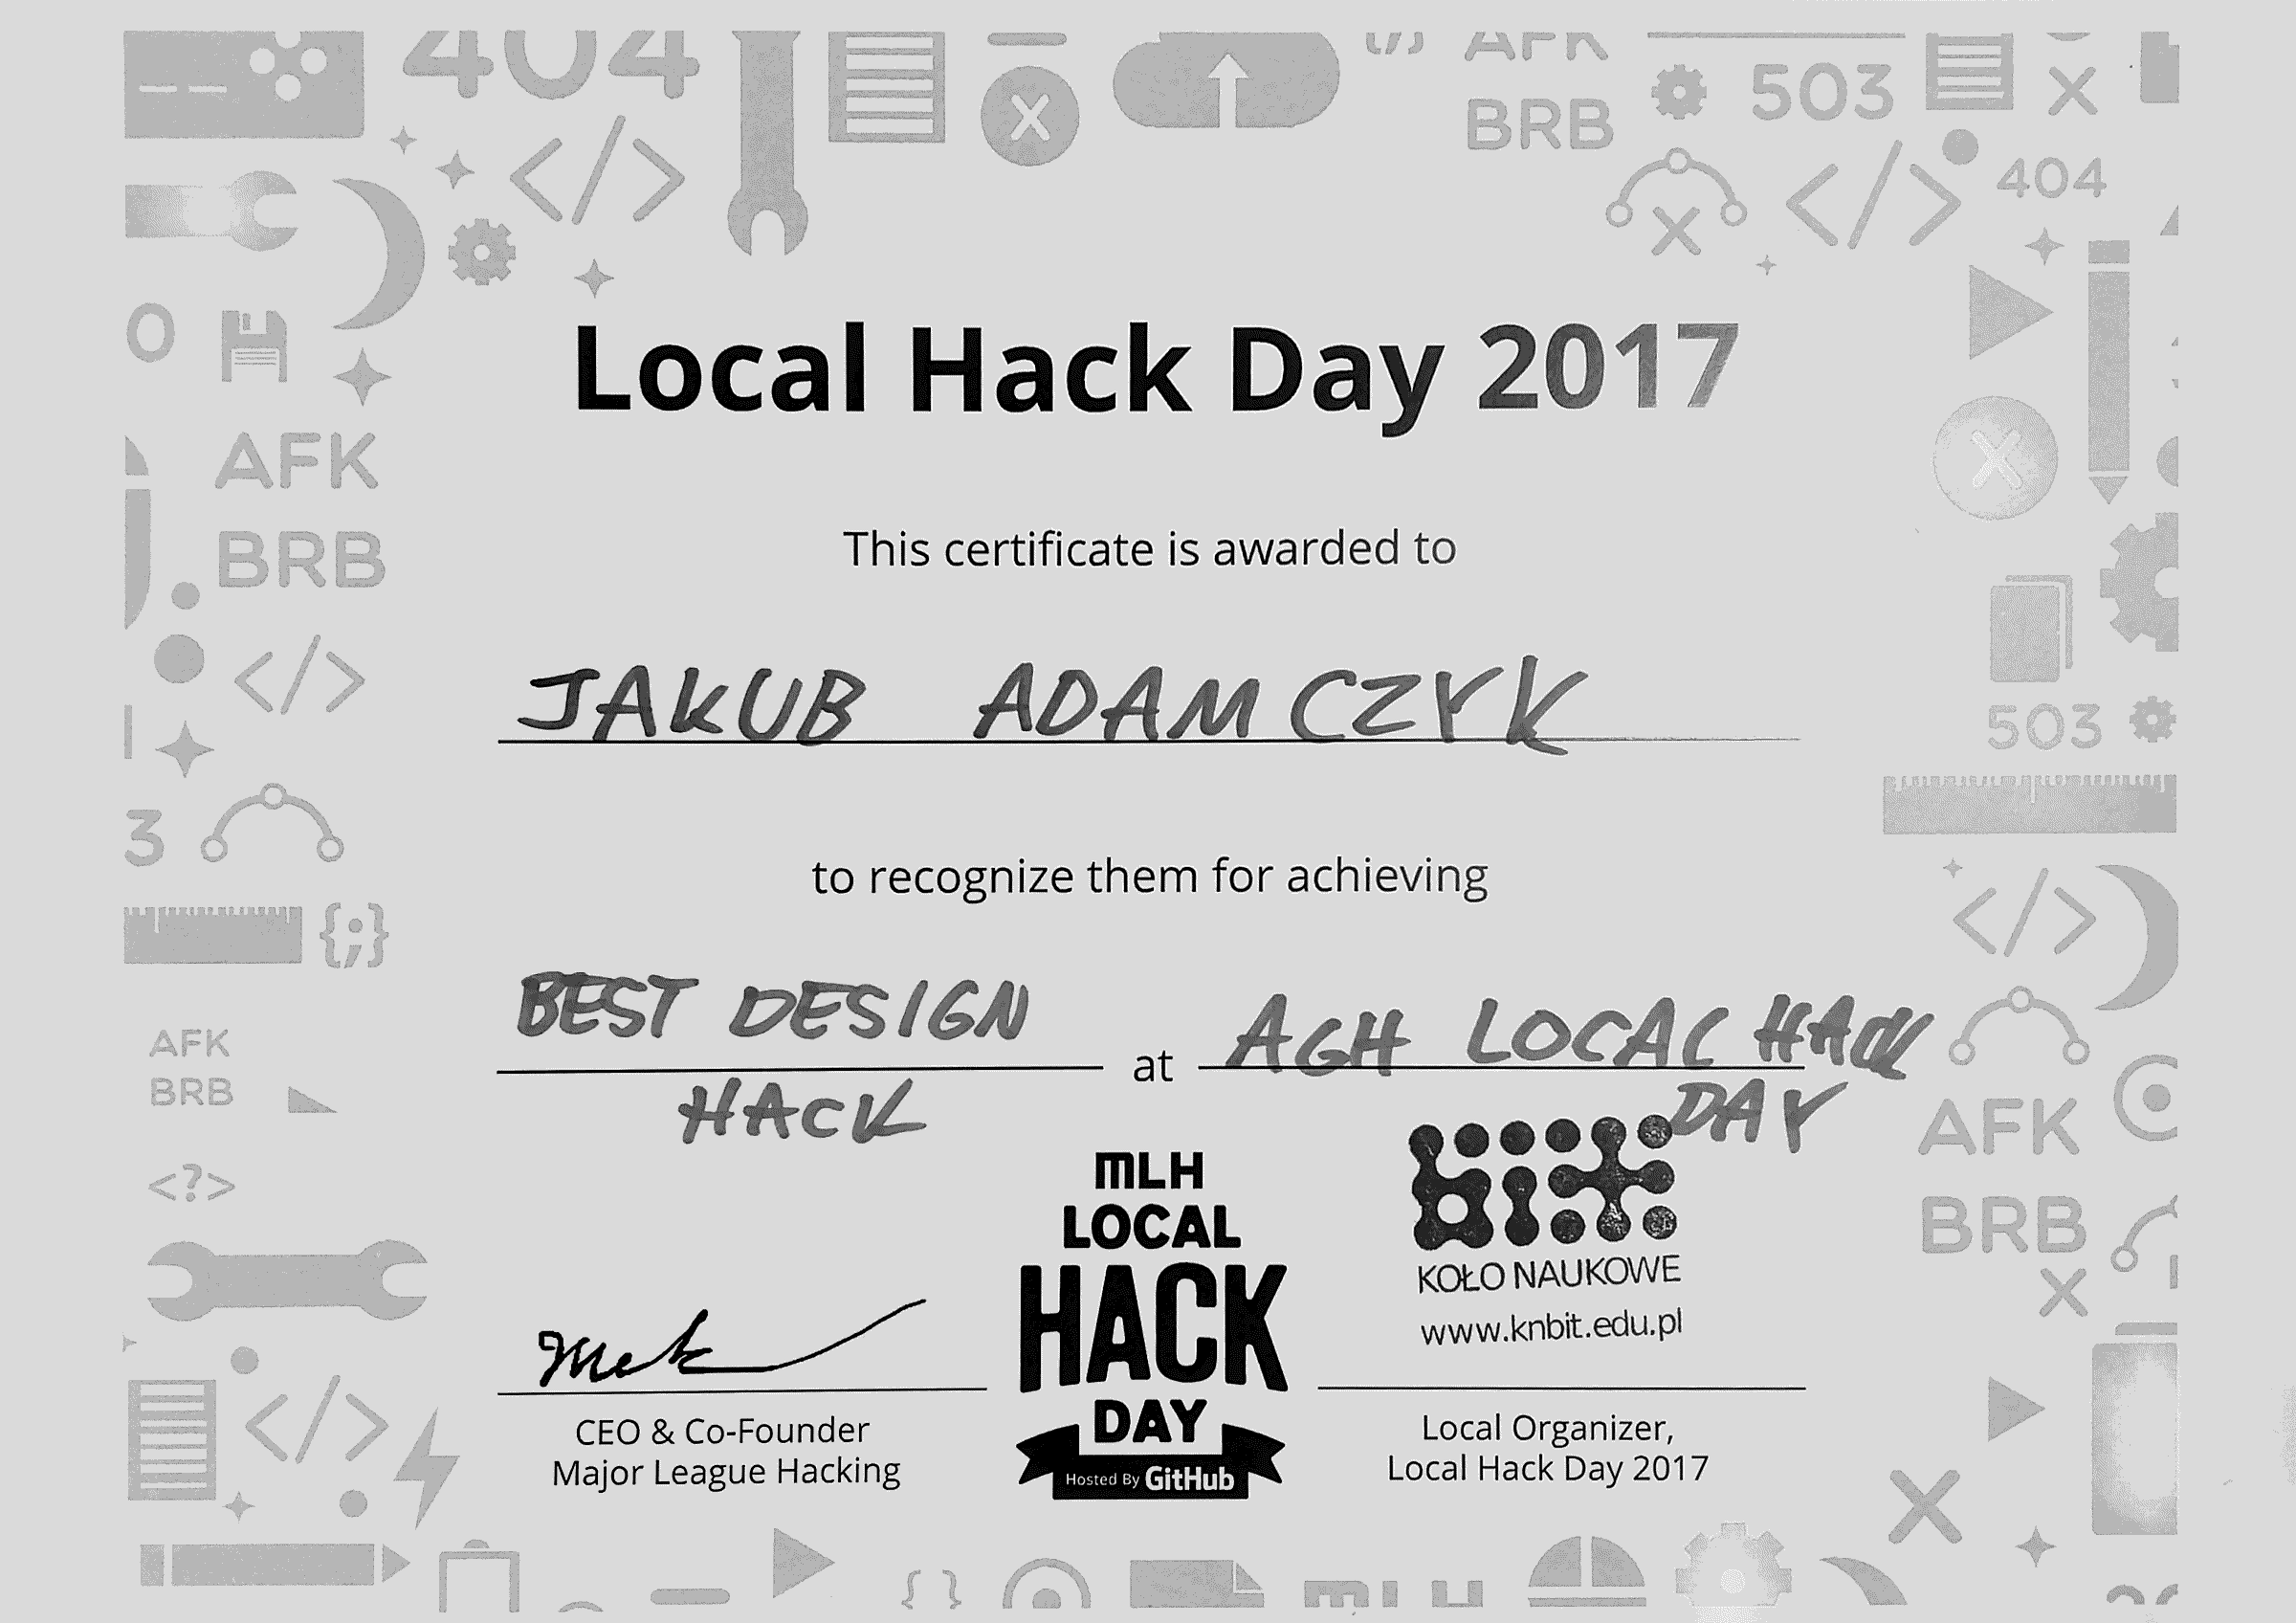 404
AFK
BRB
503
404
Local Hack Day 2017
AFK
BRB
This certificate is awarded to
JAKUB ADAMCZYK
503
3
to recognize them for achieving
{;}
BEST DESIGN
HACK
at
AGH LOCAL HACK
DAY
AFK
BRB
AFK
BRB
<?>
MLH
LOCAL
HACK
DAY
Hosted By GitHub
bit
KOŁO NAUKOWE
www.knbit.edu.pl
CEO & Co-Founder
Major League Hacking
Local Organizer,
Local Hack Day 2017
MLH